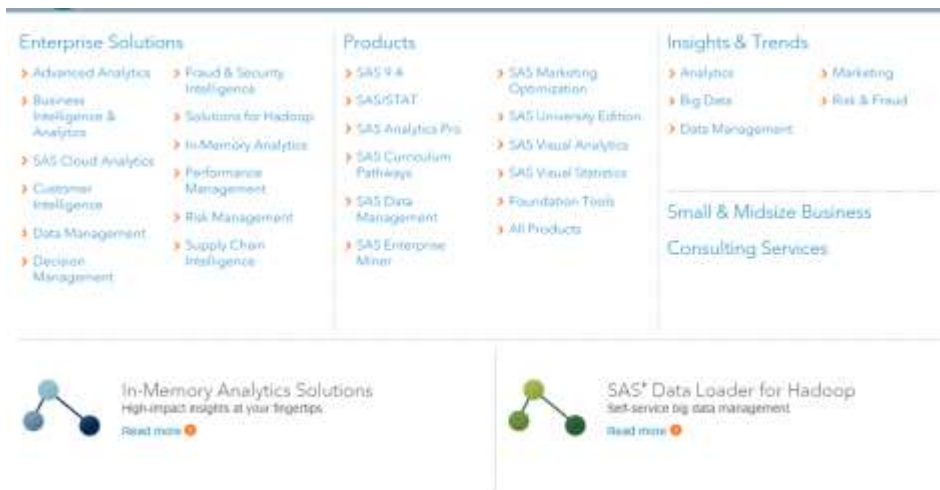 Enterprise Solutions
Advanced Analytics
Business
Intelligence &
Analytics
SAS Cloud Analytics
Customer
Intelligence
Data Management
Decision
Management
Fraud & Security
Intelligence
Solutions for Hadoop
In-Memory Analytics
Performance
Management
Risk Management
Supply Chain
Intelligence
Products
SAS 9.4
SAS/STAT
SAS Analytics Pro
SAS Curriculum
Pathways
SAS Data
Management
SAS Enterprise
Miner
SAS Marketing
Optimization
SAS University Edition
SAS Visual Analytics
SAS Visual Statistics
Foundation Tools
All Products
Insights & Trends
Analytics
Big Data
Data Management
Marketing
Risk & Fraud
Small & Midsize Business
Consulting Services
In-Memory Analytics Solutions
High-impact insights at your fingertips
Read more
SAS® Data Loader for Hadoop
Self-service big data management
Read more